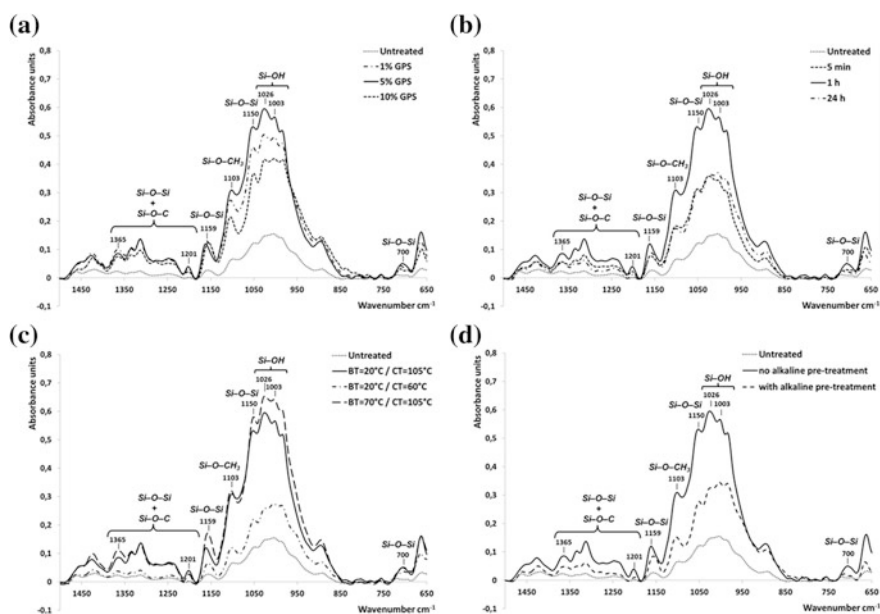 (a)
Absorbance units
0,8
0,7
0,6
0,5
0,4
0,3
0,2
0,1
0
-0,1
Untreated
1% GPS
5% GPS
10% GPS
Si–OH
1026
1003
Si–O–Si
1150
Si–O–CH3
1103
Si–O–Si
+
Si–O–C
1365
1201
Si–O–Si
1159
Si–O–Si
700
1450 1350 1250 1150 1050 950 850 750 650
Wavenumber cm-1
(b)
Absorbance units
0,8
0,7
0,6
0,5
0,4
0,3
0,2
0,1
0
-0,1
Untreated
5 min
1 h
24 h
Si–OH
1026
1003
Si–O–Si
1150
Si–O–CH3
1103
Si–O–Si
+
Si–O–C
1365
1201
Si–O–Si
1159
Si–O–Si
700
1450 1350 1250 1150 1050 950 850 750 650
Wavenumber cm-1
(c)
Absorbance units
0,8
0,7
0,6
0,5
0,4
0,3
0,2
0,1
0
-0,1
Untreated
BT=20°C / CT=105°C
BT=20°C / CT=60°C
BT=70°C / CT=105°C
Si–OH
1026
1003
Si–O–Si
1150
Si–O–CH3
1103
Si–O–Si
+
Si–O–C
1365
1201
Si–O–Si
1159
Si–O–Si
700
1450 1350 1250 1150 1050 950 850 750 650
Wavenumber cm-1
(d)
Absorbance units
0,8
0,7
0,6
0,5
0,4
0,3
0,2
0,1
0
-0,1
Untreated
no alkaline pre-treatment
with alkaline pre-treatment
Si–OH
1026
1003
Si–O–Si
1150
Si–O–CH3
1103
Si–O–Si
+
Si–O–C
1365
1201
Si–O–Si
1159
Si–O–Si
700
1450 1350 1250 1150 1050 950 850 750 650
Wavenumber cm-1